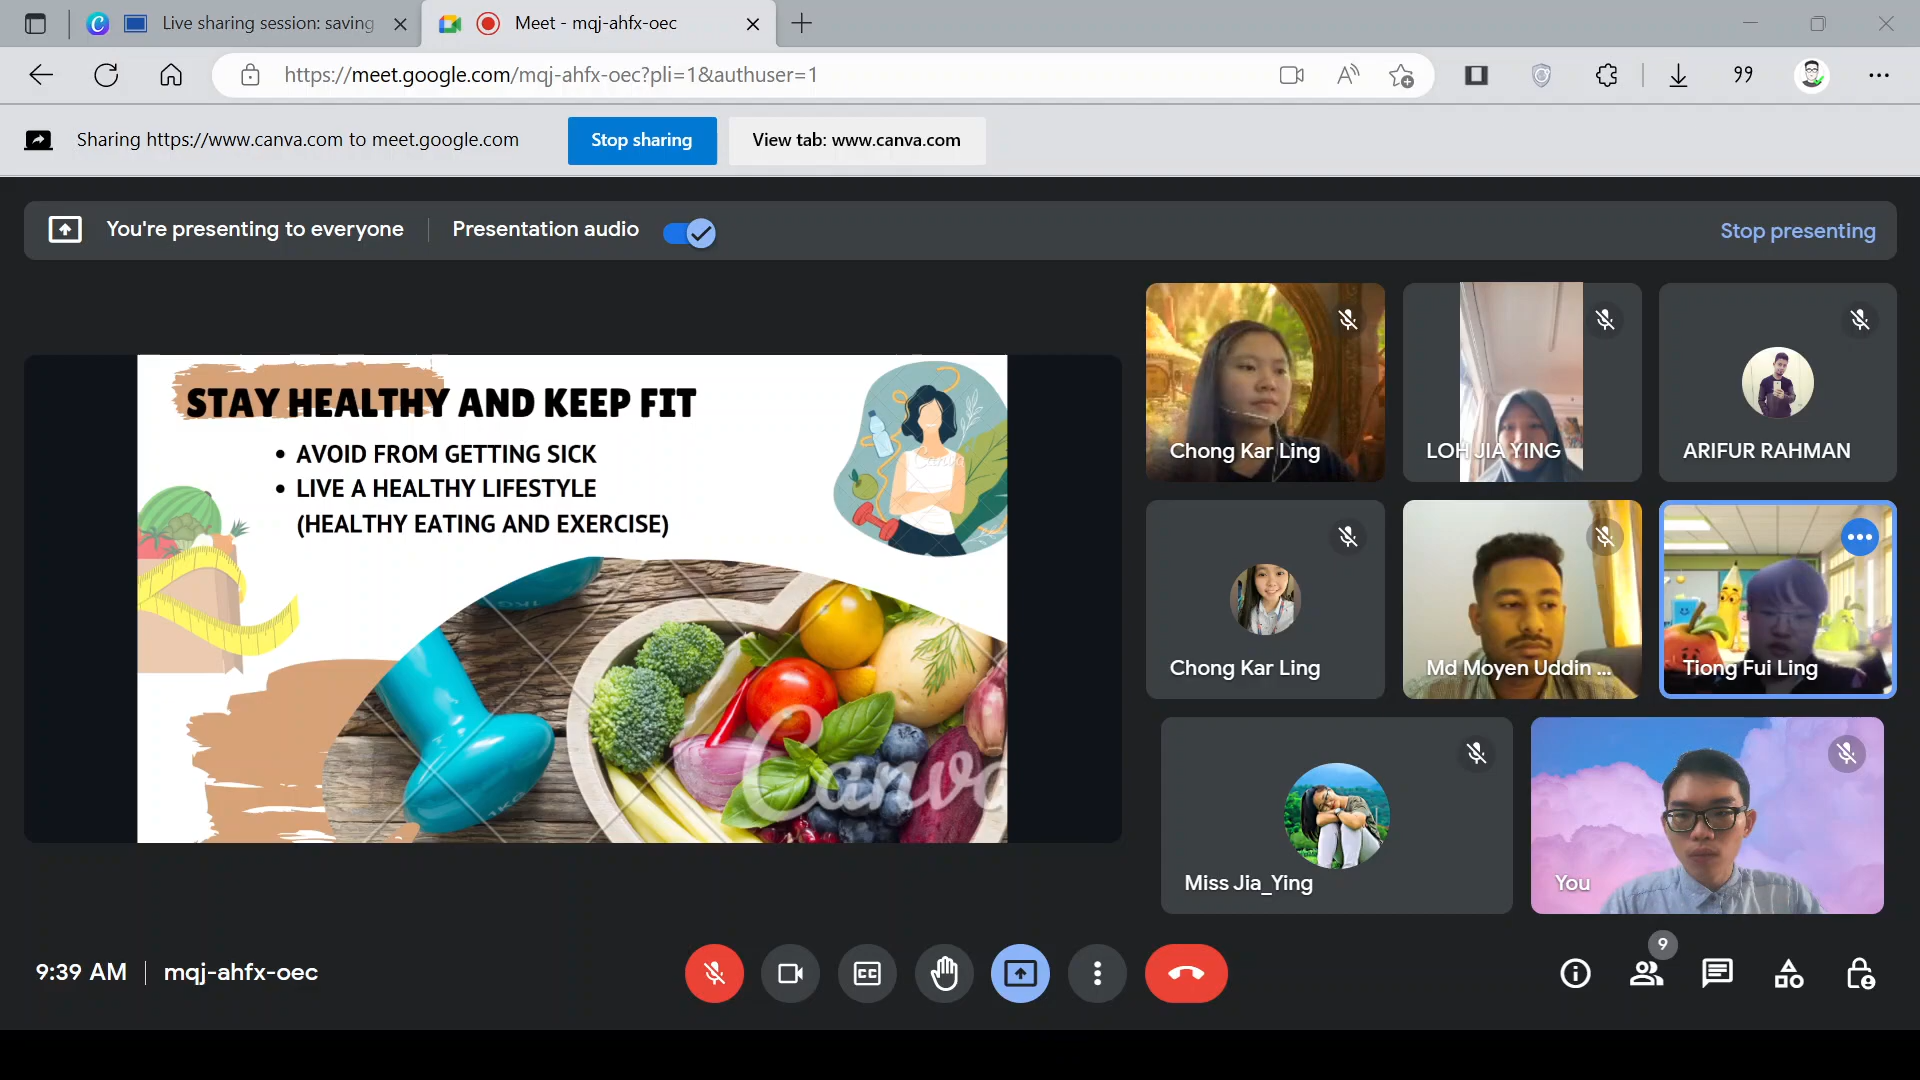 Live sharing session: saving
Meet - mqj-ahfx-oec
https://meet.google.com/mqj-ahfx-oec?pli=1&authuser=1
Sharing https://www.canva.com to meet.google.com
Stop sharing
View tab: www.canva.com
You're presenting to everyone
Presentation audio
Stop presenting
STAY HEALTHY AND KEEP FIT
• AVOID FROM GETTING SICK
• LIVE A HEALTHY LIFESTYLE
(HEALTHY EATING AND EXERCISE)
Canva
Canva
Chong Kar Ling
LOH JIA YING
ARIFUR RAHMAN
Chong Kar Ling
Md Moyen Uddin ...
Tiong Fui Ling
Miss Jia_Ying
You
9:39 AM
mqj-ahfx-oec
CC
9